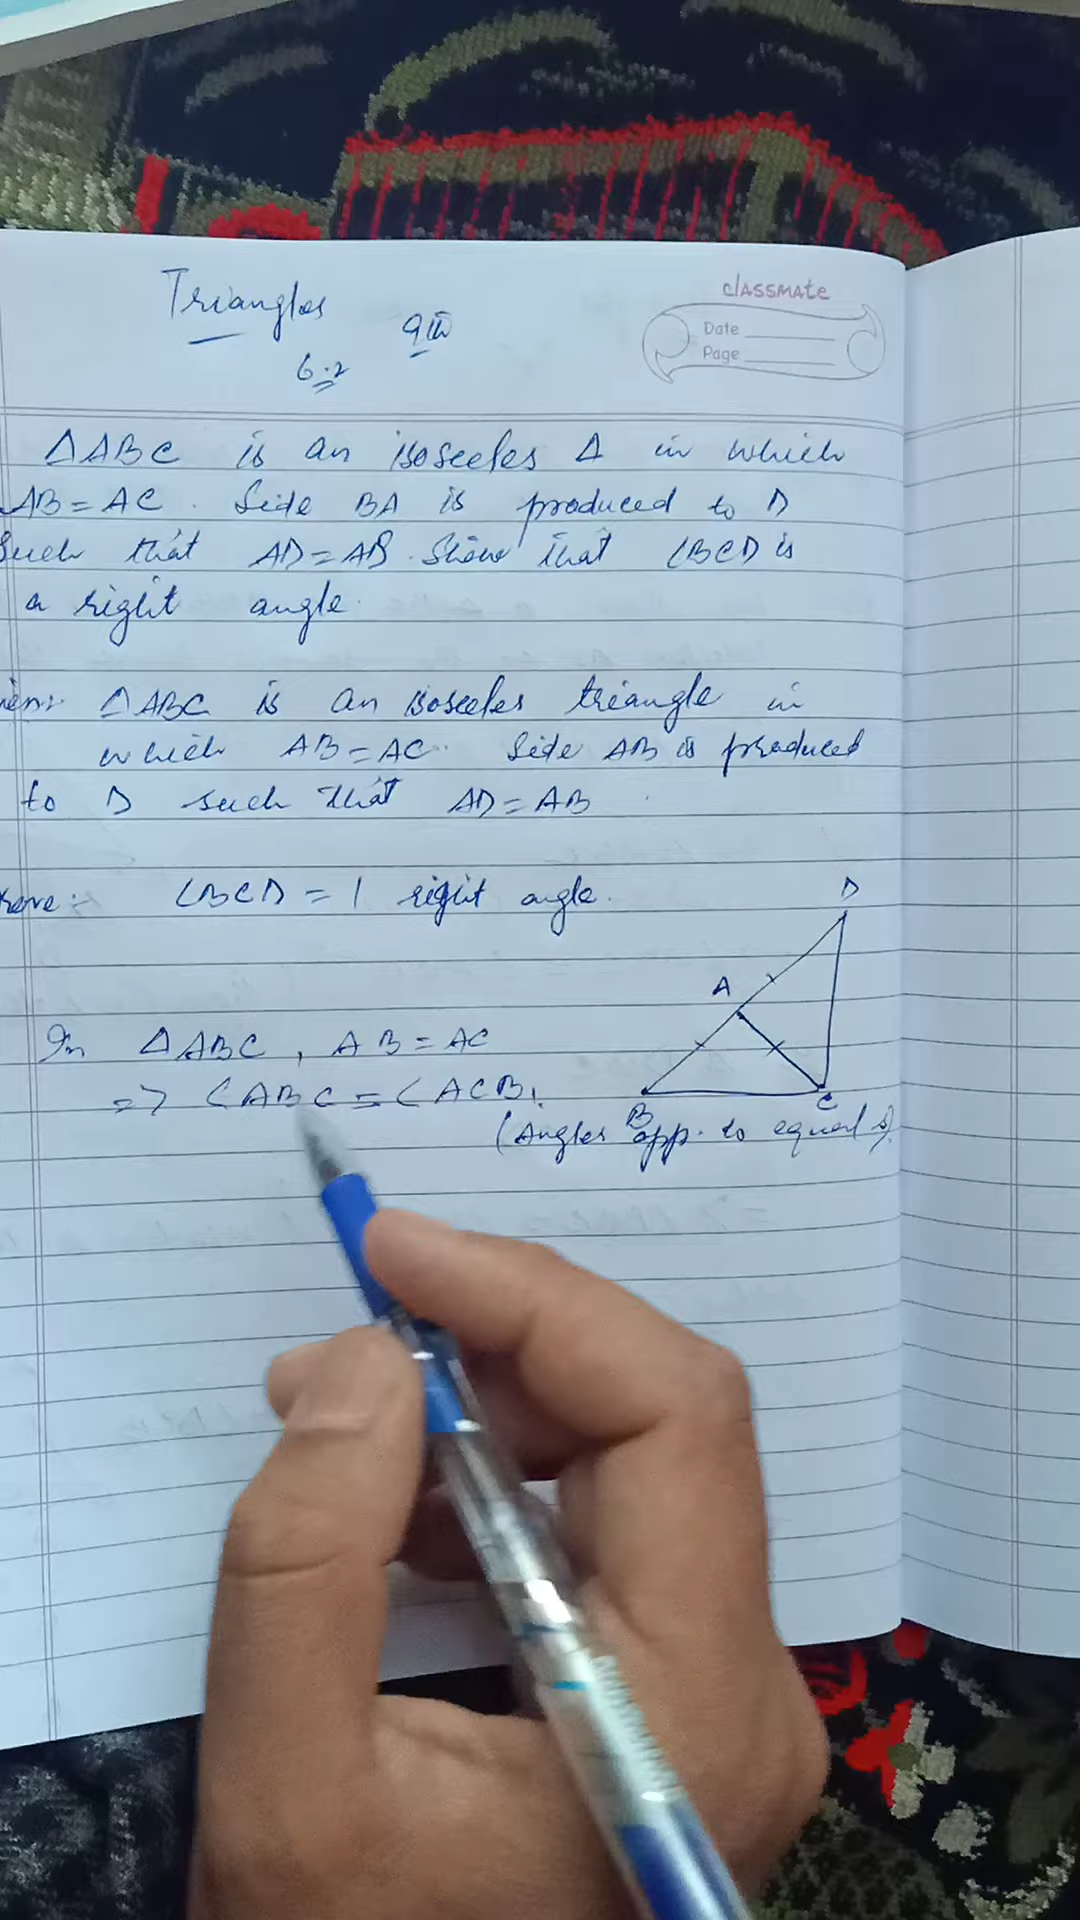 Triangles
9th
6.2
classmate
Date
Page
△ABC is an isosceles △ in which
AB = AC. Side BA is produced to D
Such that AD = AB. Show that ∠BCD is
a right angle.
△ABC is an isosceles triangle in
which AB = AC. Side AB is produced
to D such that AD = AB
∠BCD = 1 right angle.
D
A
In △ABC, AB = AC
=> ∠ABC = ∠ACB.
B
C
(Angles opp. to equal s)